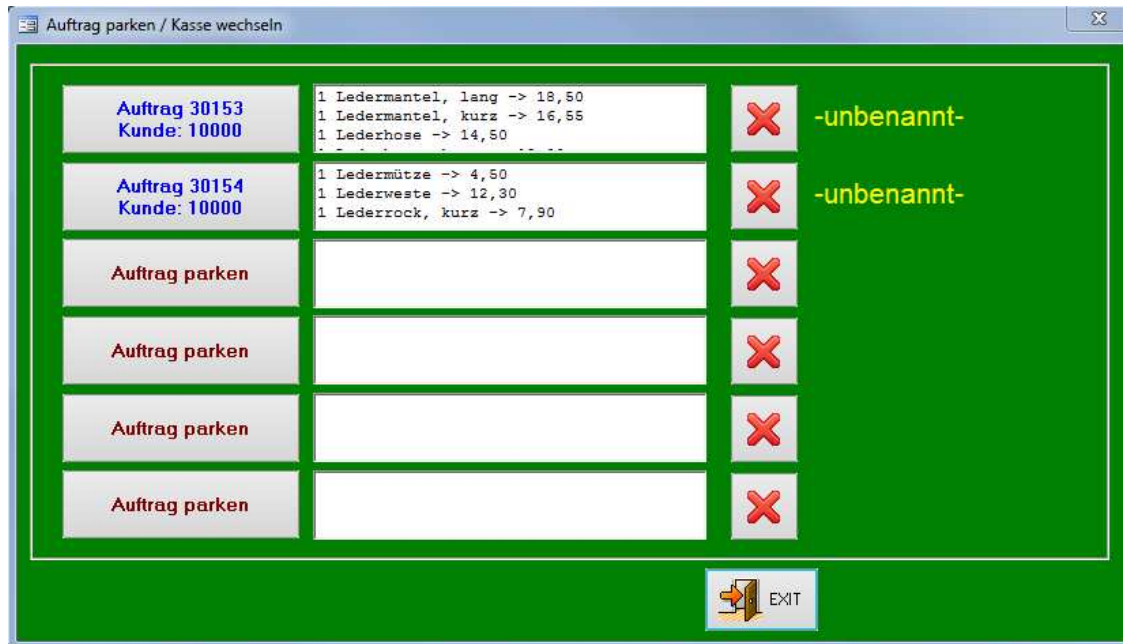 Auftrag parken / Kasse wechseln
Auftrag 30153
Kunde: 10000
1 Ledermantel, lang -> 18,50
1 Ledermantel, kurz -> 16,55
1 Lederhose -> 14,50
-unbenannt-
Auftrag 30154
Kunde: 10000
1 Ledermütze -> 4,50
1 Lederweste -> 12,30
1 Lederrock, kurz -> 7,90
-unbenannt-
Auftrag parken
Auftrag parken
Auftrag parken
Auftrag parken
EXIT